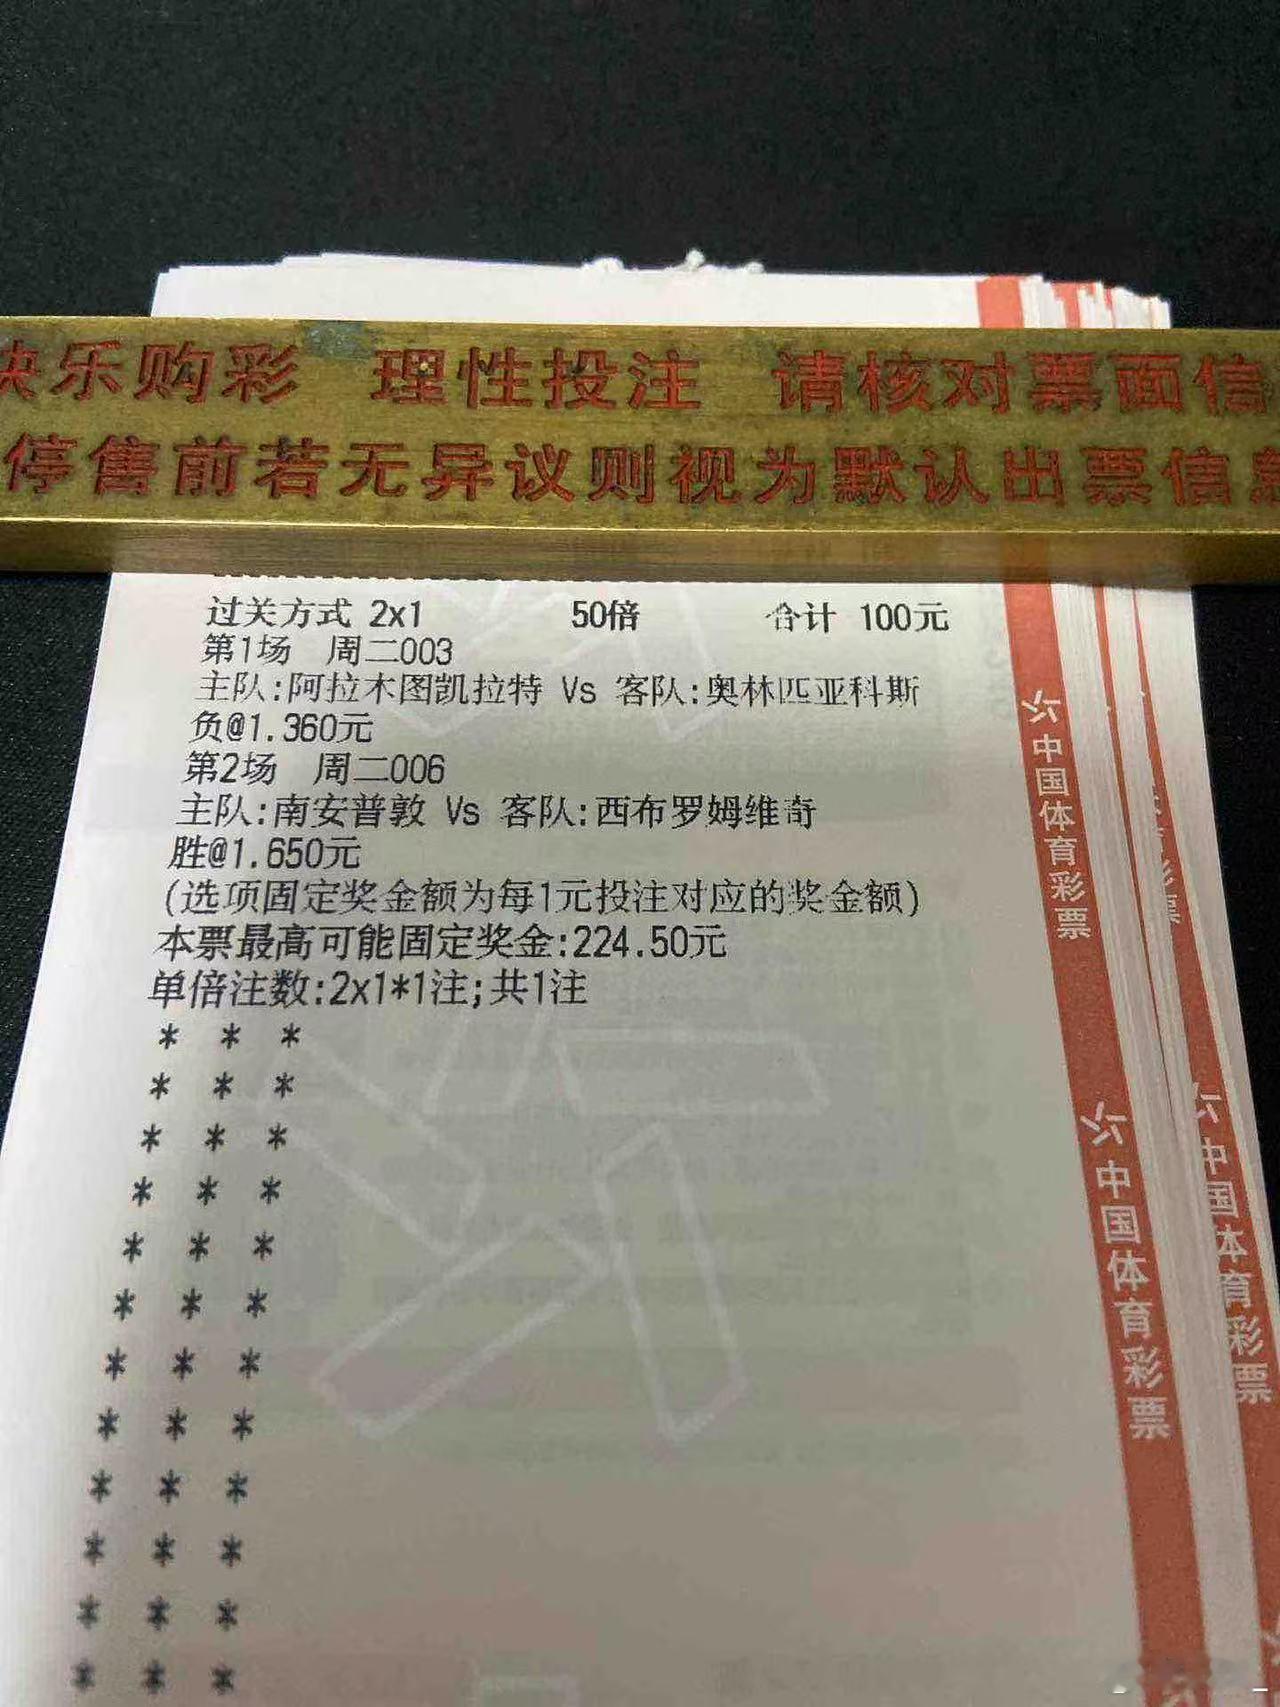 快乐购彩 理性投注 请核对票面信
停售前若无异议则视为默认出票信息
过关方式 2x1 50倍 合计 100元
第1场 周二003
主队:阿拉木图凯拉特 Vs 客队:奥林匹亚科斯
负@1.360元
第2场 周二006
主队:南安普敦 Vs 客队:西布罗姆维奇
胜@1.650元
(选项固定奖金额为每1元投注对应的奖金额)
本票最高可能固定奖金:224.50元
单倍注数:2x1*1注;共1注
* * *
* * *
* * *
* * *
* * *
* * *
* * *
* * *
* * *
* * *
* * *
* * *
中国体育彩票
中国体育彩票
中国体育彩票